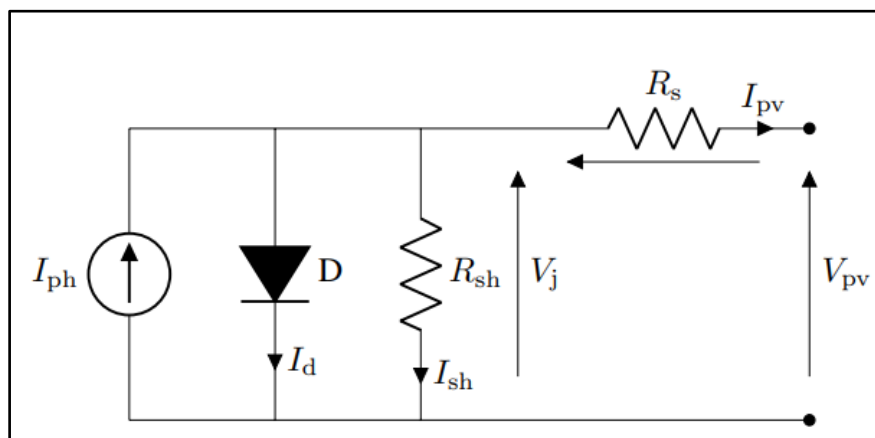 R_s
I_pv
I_ph
D
R_sh
V_j
V_pv
I_d
I_sh